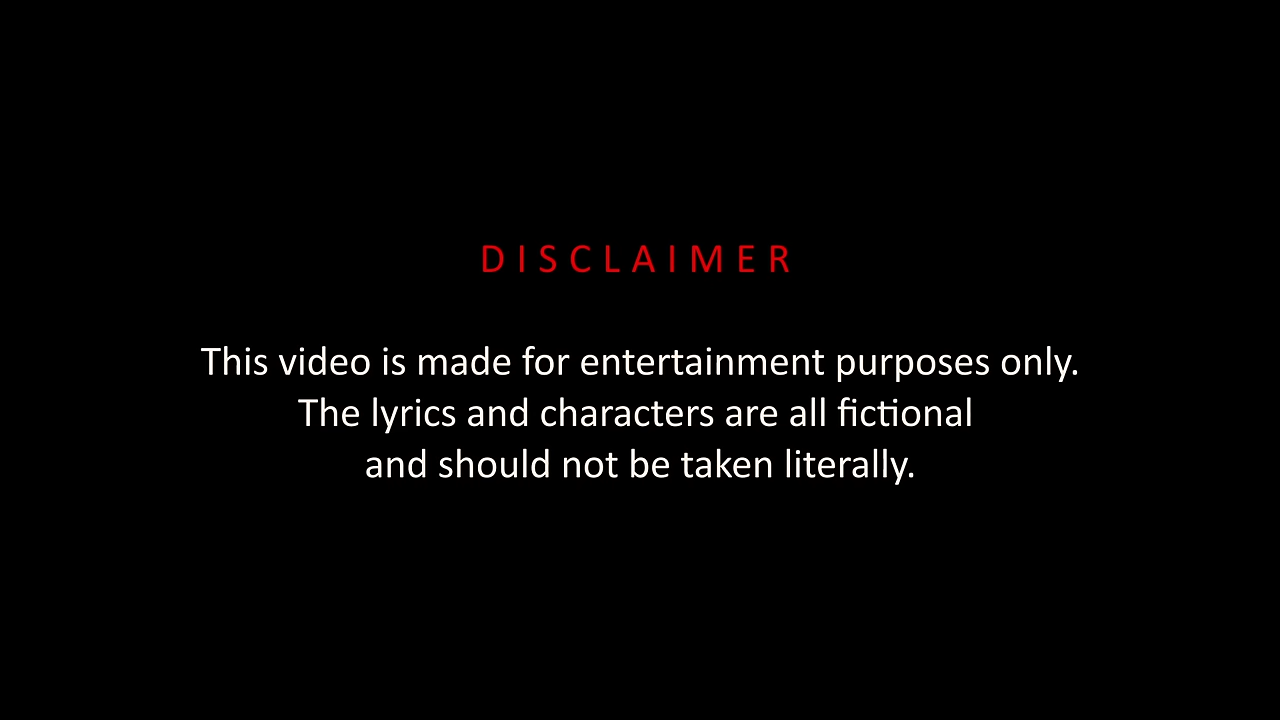 DISCLAIMER
This video is made for entertainment purposes only.
The lyrics and characters are all fictional
and should not be taken literally.